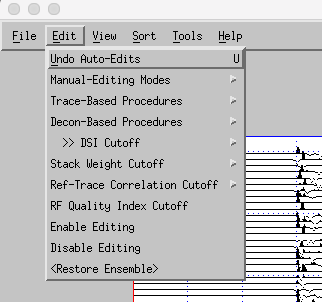 File Edit View Sort Tools Help
Undo Auto-Edits U
Manual-Editing Modes
Trace-Based Procedures
Decon-Based Procedures
>> DSI Cutoff
Stack Weight Cutoff
Ref-Trace Correlation Cutoff
RF Quality Index Cutoff
Enable Editing
Disable Editing
<Restore Ensemble>